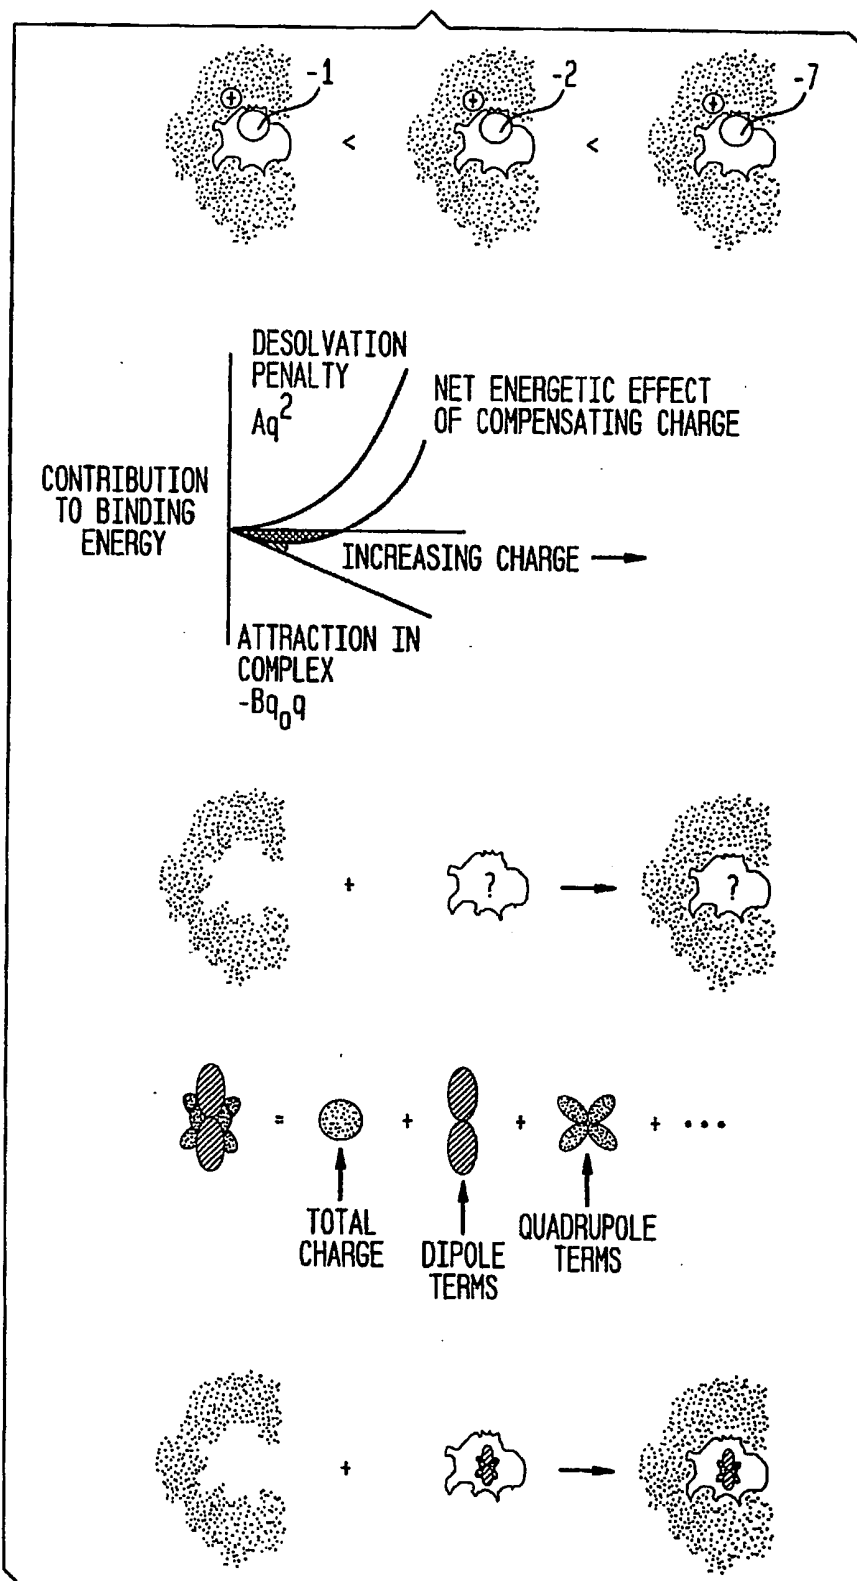 -1 -2 -7
+ + +
< <
DESOLVATION
PENALTY
Aq²
NET ENERGETIC EFFECT
OF COMPENSATING CHARGE
CONTRIBUTION
TO BINDING
ENERGY
INCREASING CHARGE
ATTRACTION IN
COMPLEX
-Bq₀q
+ ? ?
= + + + •••
TOTAL
CHARGE
DIPOLE
TERMS
QUADRUPOLE
TERMS
+